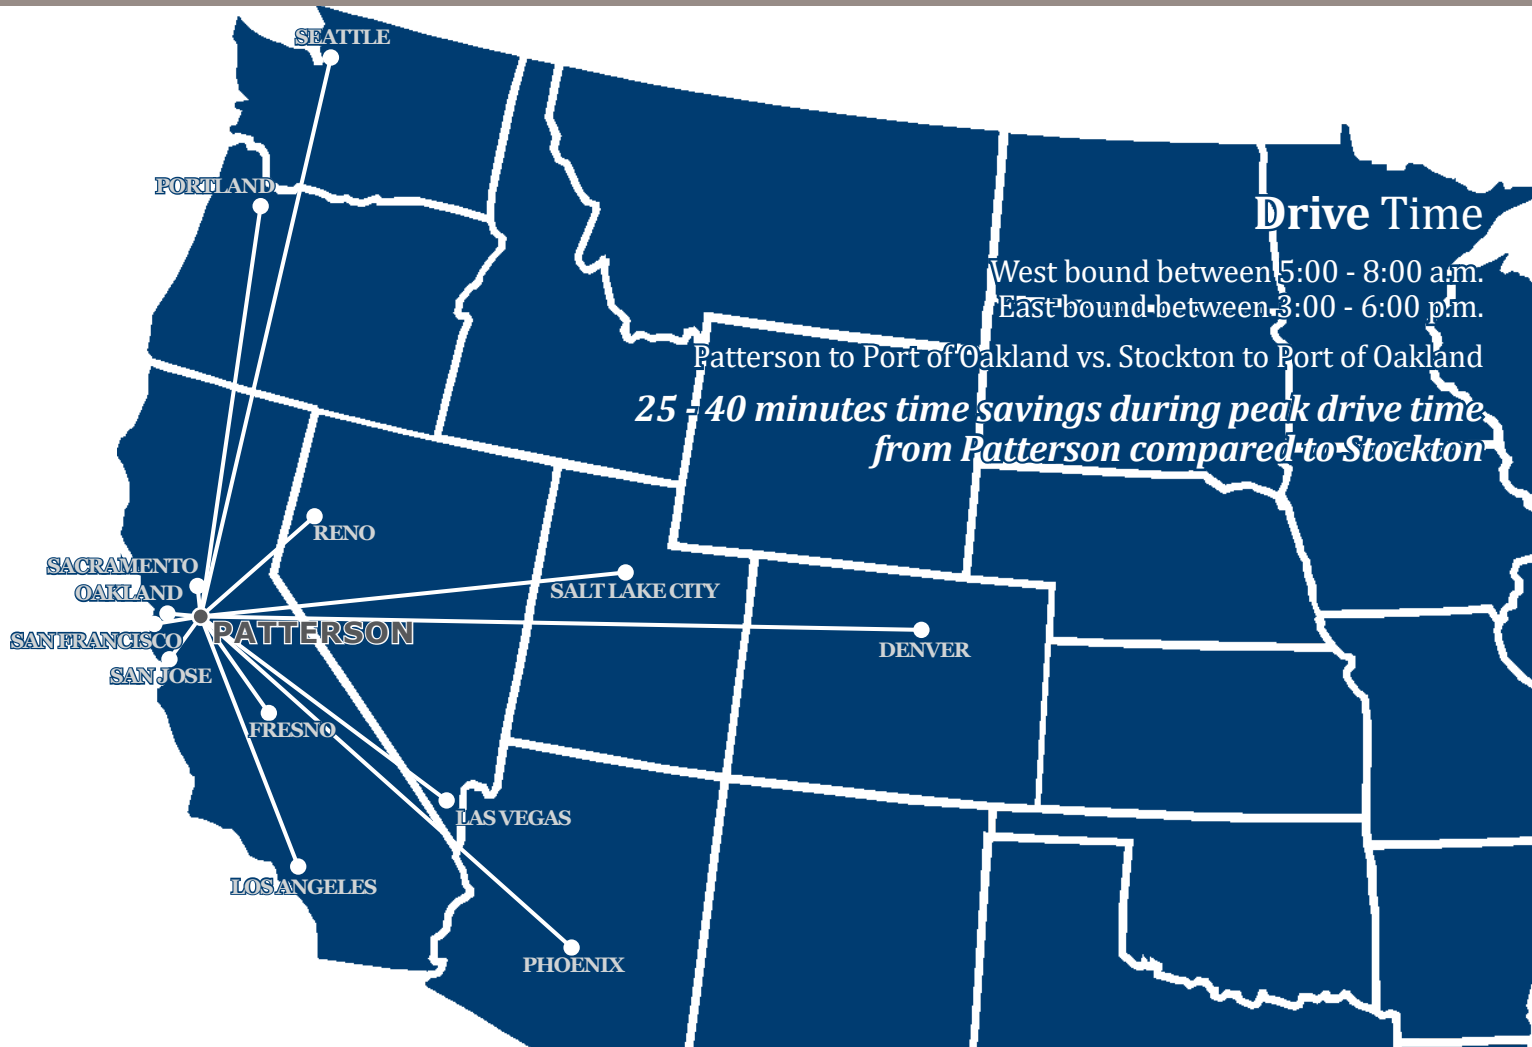 SEATTLE
PORTLAND
Drive Time
West bound between 5:00 - 8:00 a.m.
East bound between 3:00 - 6:00 p.m.
Patterson to Port of Oakland vs. Stockton to Port of Oakland
25 - 40 minutes time savings during peak drive time
from Patterson compared to Stockton
RENO
SACRAMENTO
OAKLAND
SALT LAKE CITY
PATTERSON
SAN FRANCISCO
DENVER
SAN JOSE
FRESNO
LAS VEGAS
LOS ANGELES
PHOENIX